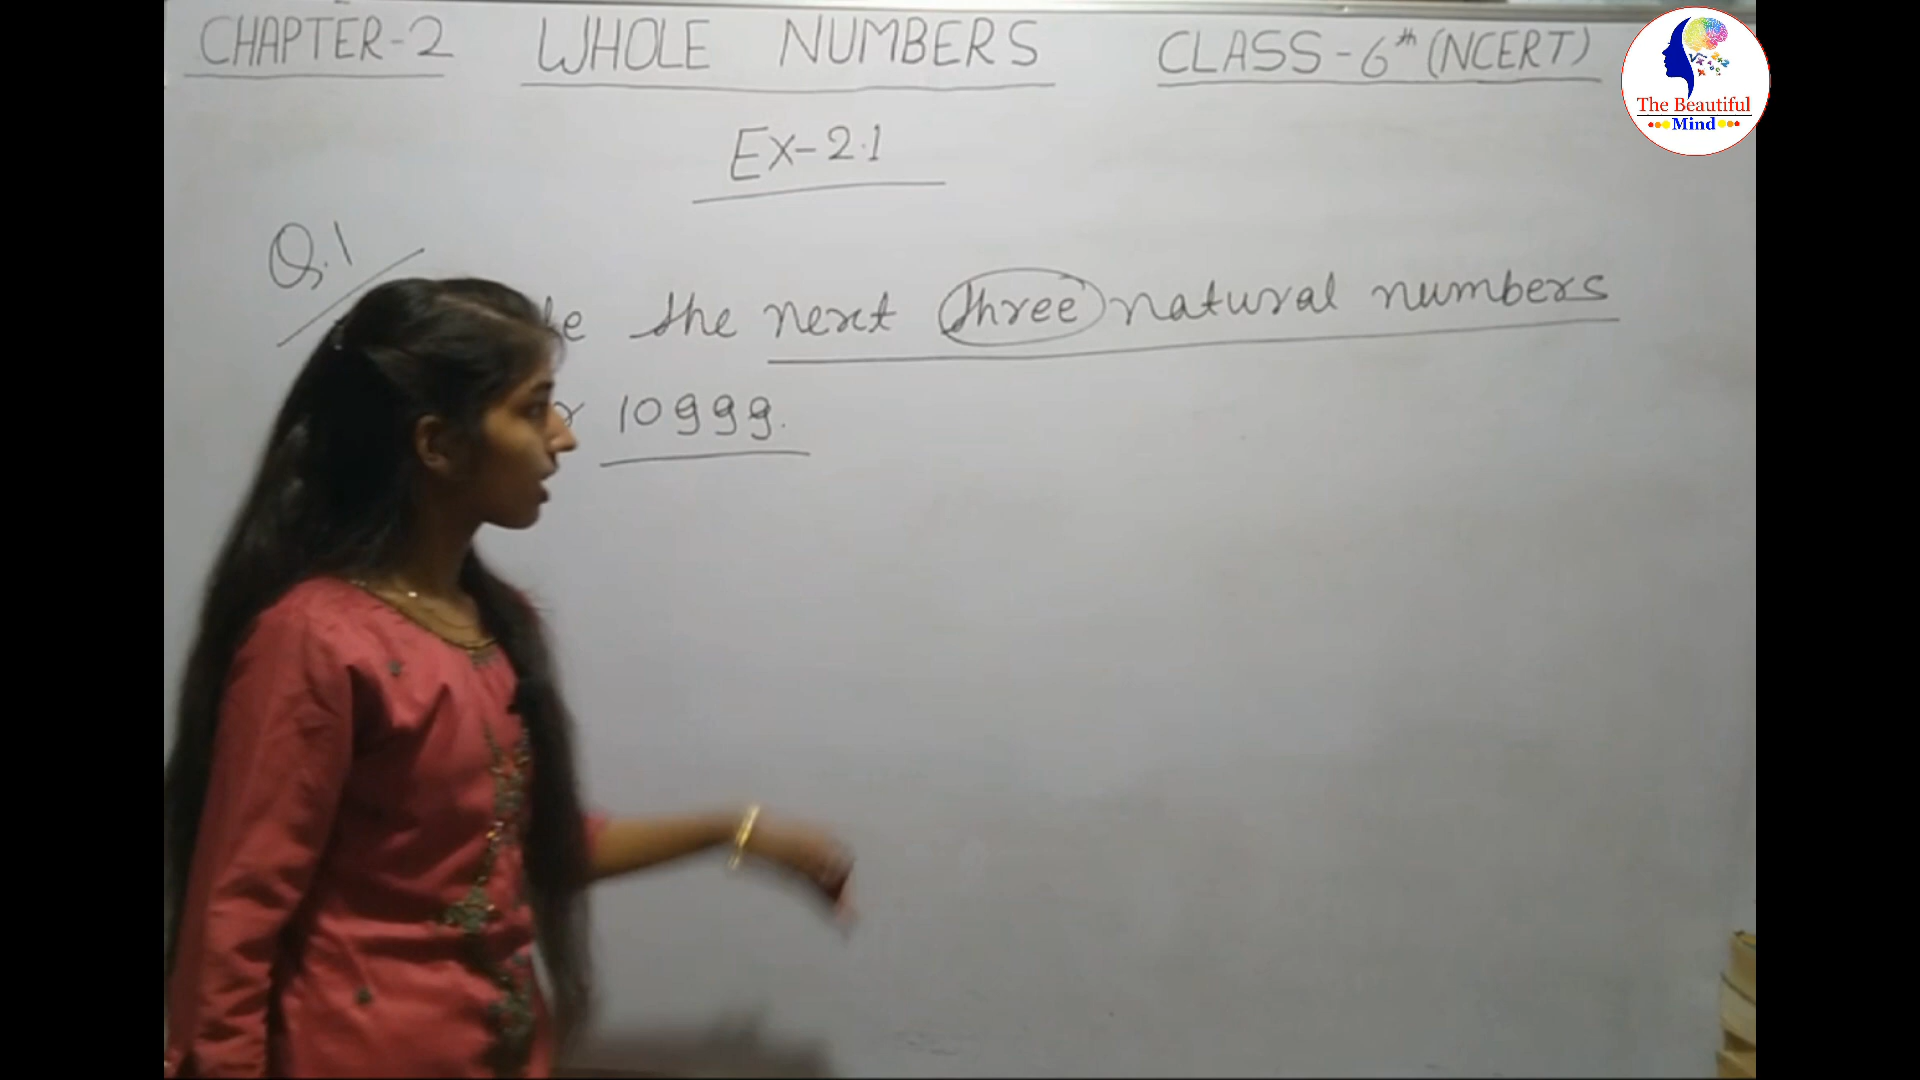 CHAPTER-2 WHOLE NUMBERS CLASS-6th (NCERT)
The Beautiful
Mind
Ex-2.1
Q.1
the next three natural numbers
10999.